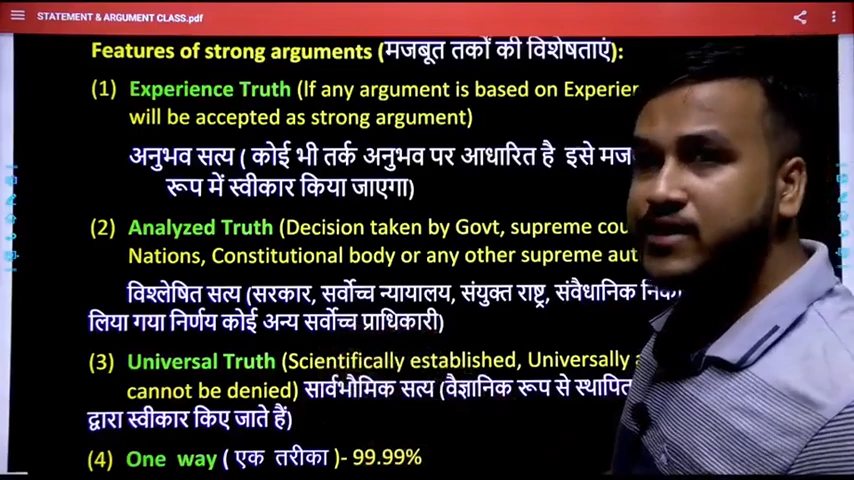 STATEMENT & ARGUMENT CLASS.pdf
Features of strong arguments (मजबूत तर्कों की विशेषताएं):
(1) Experience Truth (If any argument is based on
will be accepted as strong argument)
अनुभव सत्य ( कोई भी तर्क अनुभव पर आधारित है इसे
रूप में स्वीकार किया जाएगा)
(2) Analyzed Truth (Decision taken by Govt, supreme
Nations, Constitutional body or any other supreme
विश्लेषित सत्य (सरकार, सर्वोच्च न्यायालय, संयुक्त राष्ट्र, संवैधानिक
लिया गया निर्णय कोई अन्य सर्वोच्च प्राधिकारी)
(3) Universal Truth (Scientifically established, Universally
cannot be denied) सार्वभौमिक सत्य (वैज्ञानिक रूप से
द्वारा स्वीकार किए जाते हैं)
(4) One way ( एक तरीका )- 99.99%